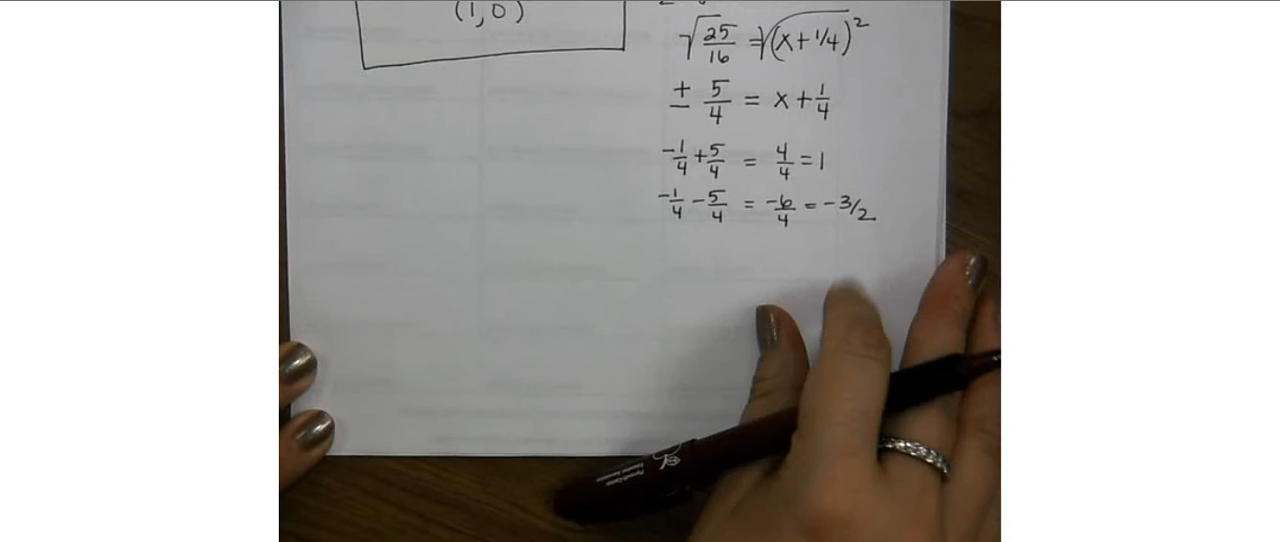 (1,0)
√25/16 = √(x + 1/4)²
± 5/4 = x + 1/4
-1/4 + 5/4 = 4/4 = 1
-1/4 - 5/4 = -6/4 = -3/2